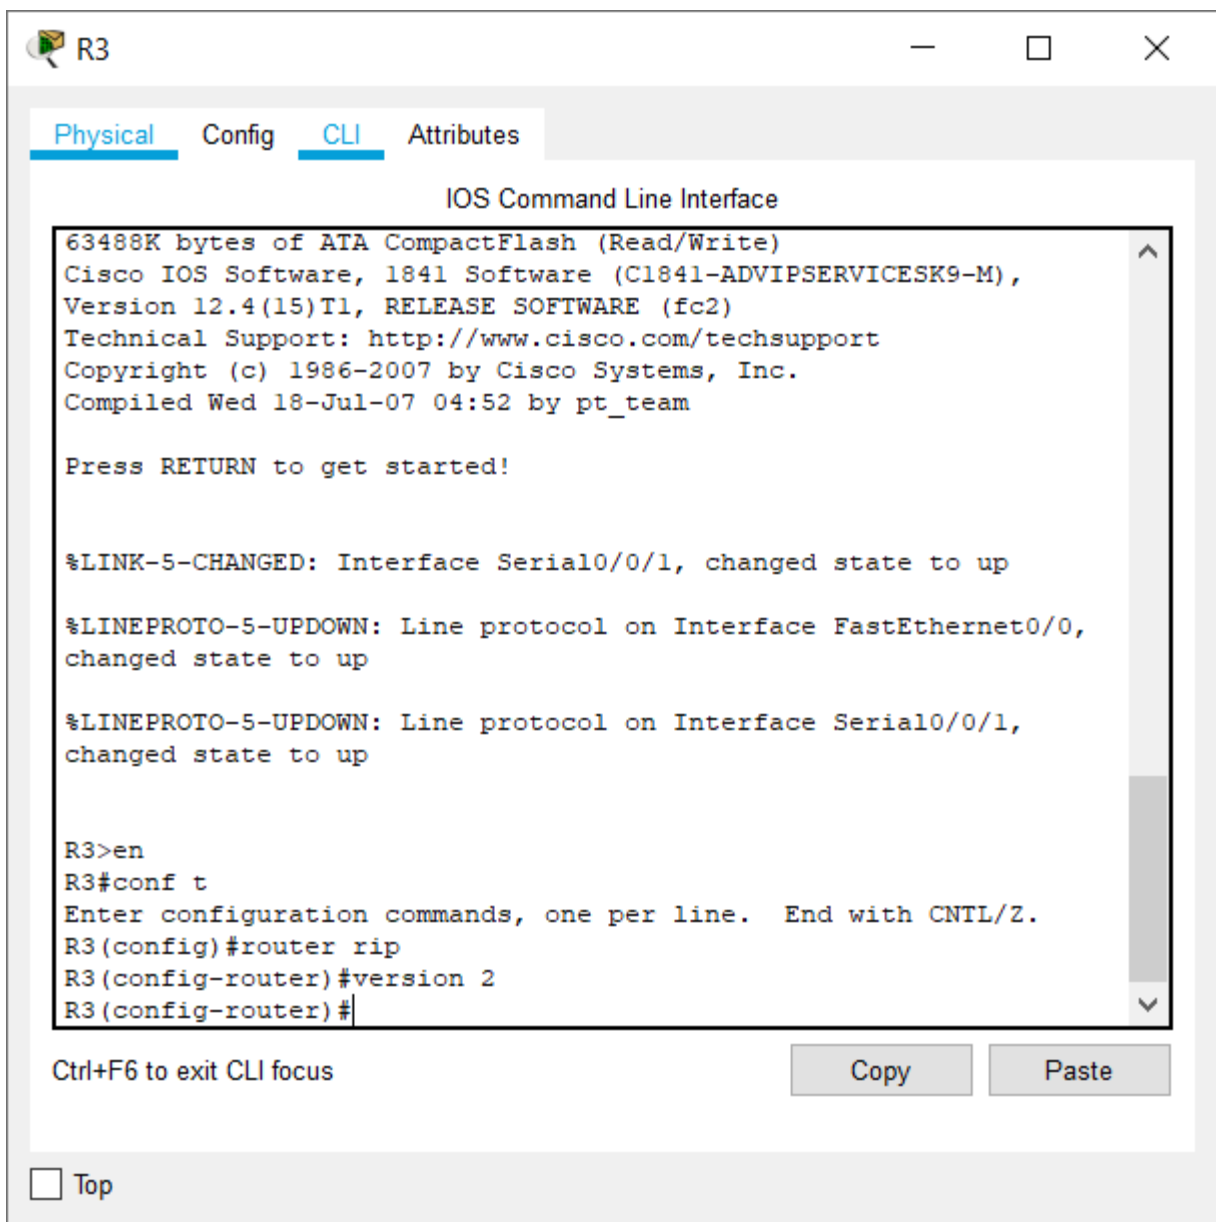 R3
Physical Config CLI Attributes
IOS Command Line Interface
63488K bytes of ATA CompactFlash (Read/Write)
Cisco IOS Software, 1841 Software (C1841-ADVIPSERVICESK9-M),
Version 12.4(15)T1, RELEASE SOFTWARE (fc2)
Technical Support: http://www.cisco.com/techsupport
Copyright (c) 1986-2007 by Cisco Systems, Inc.
Compiled Wed 18-Jul-07 04:52 by pt_team
Press RETURN to get started!
%LINK-5-CHANGED: Interface Serial0/0/1, changed state to up
%LINEPROTO-5-UPDOWN: Line protocol on Interface FastEthernet0/0,
changed state to up
%LINEPROTO-5-UPDOWN: Line protocol on Interface Serial0/0/1,
changed state to up
R3>en
R3#conf t
Enter configuration commands, one per line.  End with CNTL/Z.
R3(config)#router rip
R3(config-router)#version 2
R3(config-router)#
Ctrl+F6 to exit CLI focus Copy Paste
Top